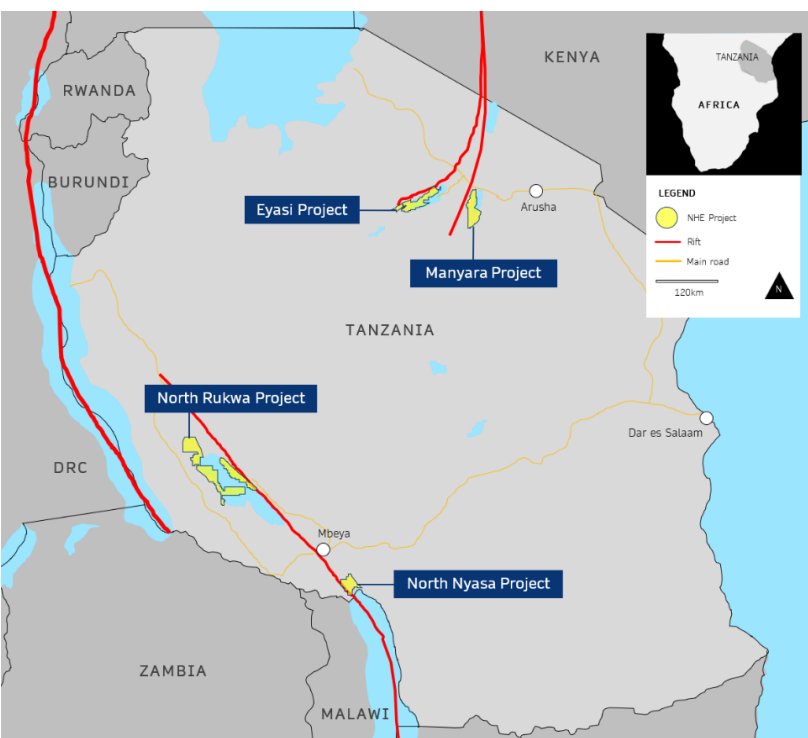 KENYA
TANZANIA
AFRICA
RWANDA
BURUNDI
LEGEND
NHE Project
Rift
Main road
120km
N
Eyasi Project
Arusha
Manyara Project
TANZANIA
North Rukwa Project
Dar es Salaam
DRC
Mbeya
North Nyasa Project
ZAMBIA
MALAWI